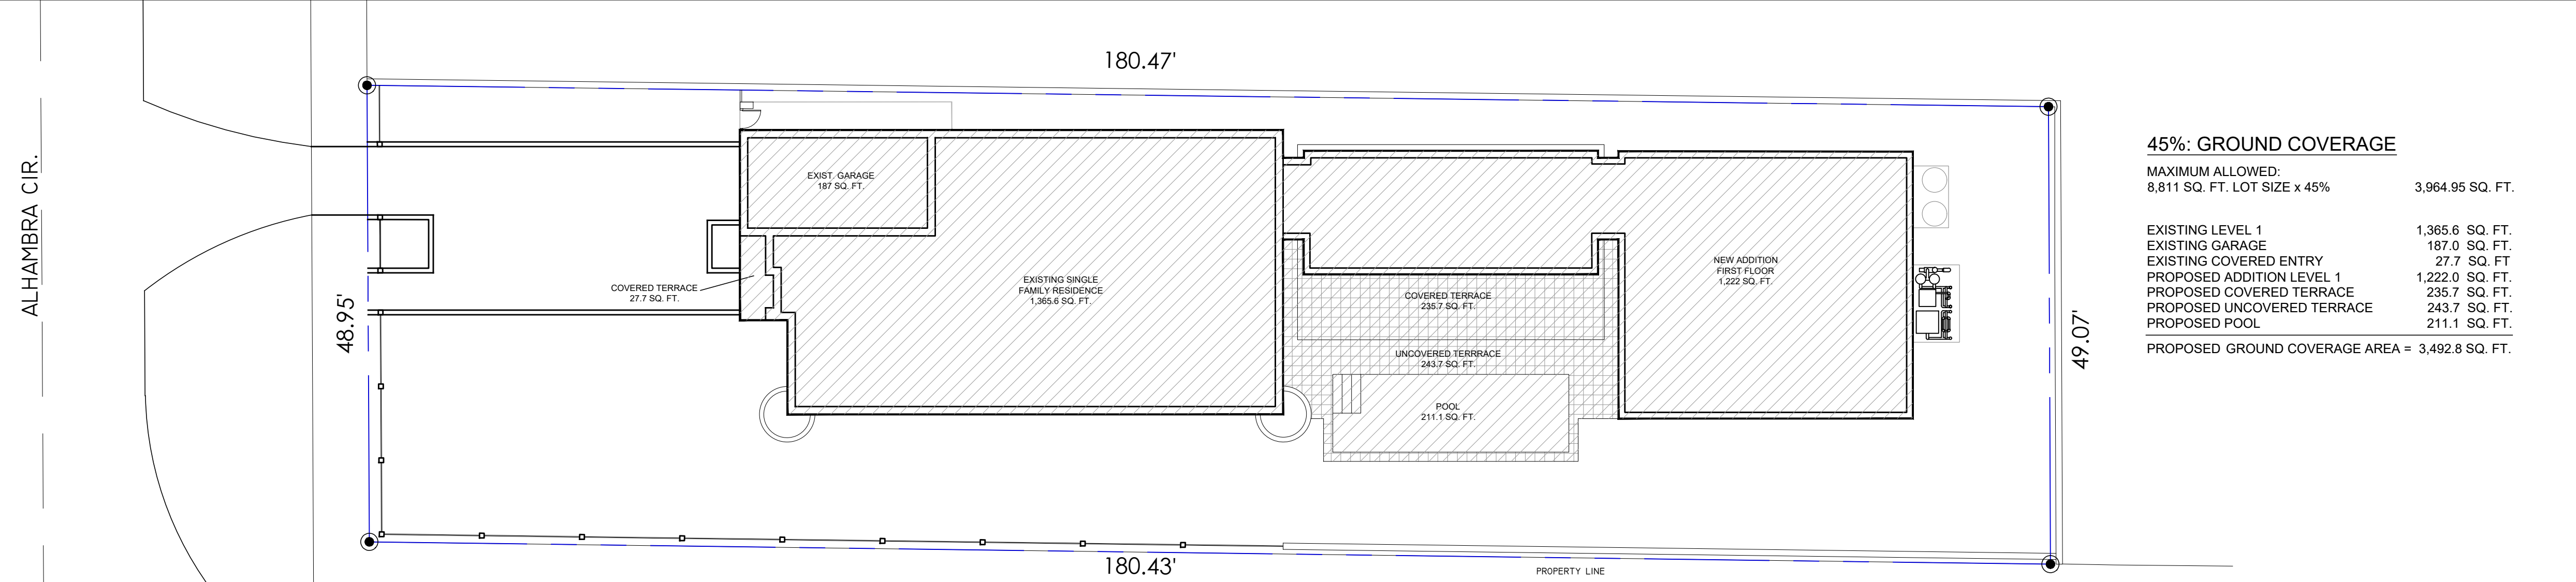 180.47'
ALHAMBRA CIR.
48.95'
EXIST. GARAGE
187 SQ. FT.
COVERED TERRACE
27.7 SQ. FT.
EXISTING SINGLE
FAMILY RESIDENCE
1,365.6 SQ. FT.
COVERED TERRACE
235.7 SQ. FT.
UNCOVERED TERRRACE
243.7 SQ. FT.
POOL
211.1 SQ. FT.
NEW ADDITION
FIRST FLOOR
1,222 SQ. FT.
49.07'
180.43'
PROPERTY LINE
45%: GROUND COVERAGE
MAXIMUM ALLOWED:
8,811 SQ. FT. LOT SIZE x 45% 3,964.95 SQ. FT.
EXISTING LEVEL 1 1,365.6 SQ. FT.
EXISTING GARAGE 187.0 SQ. FT.
EXISTING COVERED ENTRY 27.7 SQ. FT
PROPOSED ADDITION LEVEL 1 1,222.0 SQ. FT.
PROPOSED COVERED TERRACE 235.7 SQ. FT.
PROPOSED UNCOVERED TERRACE 243.7 SQ. FT.
PROPOSED POOL 211.1 SQ. FT.
PROPOSED GROUND COVERAGE AREA = 3,492.8 SQ. FT.